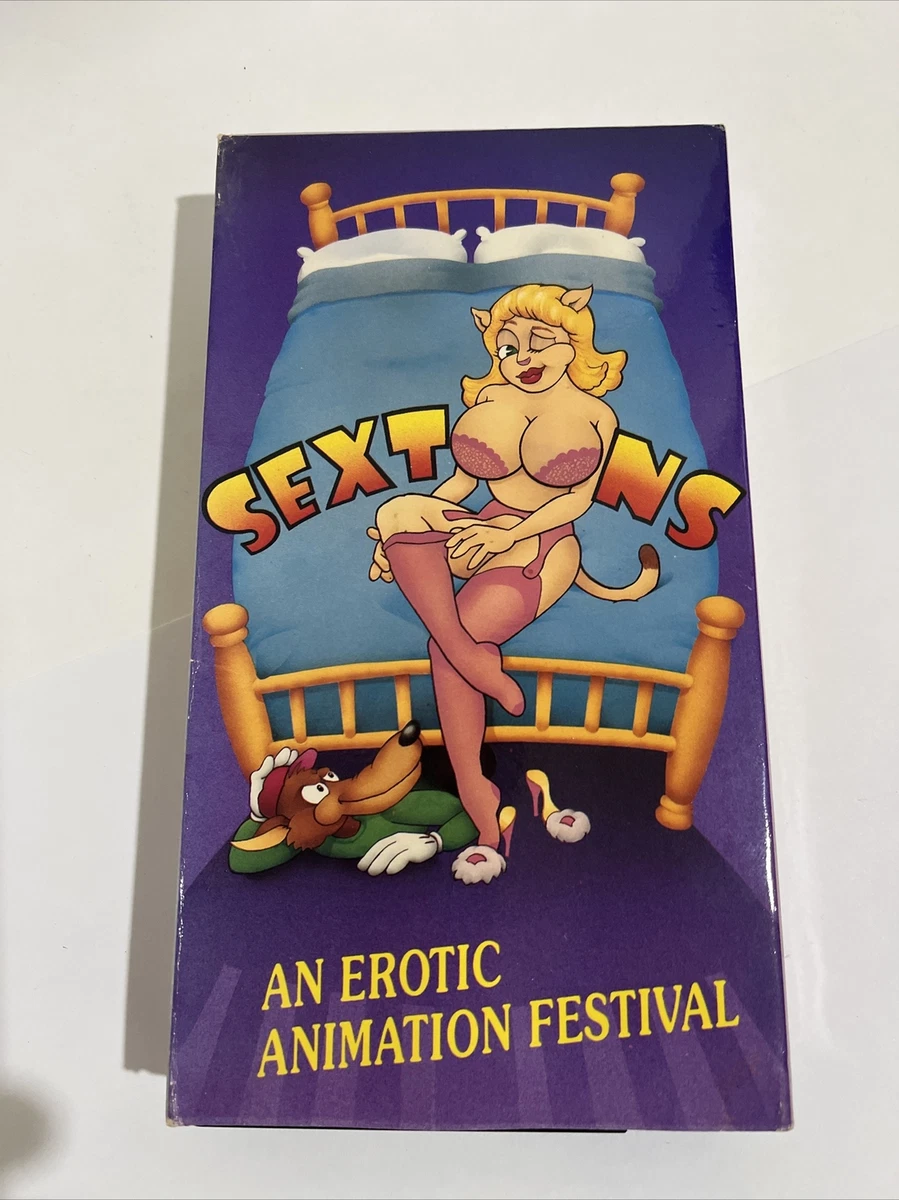 SEXT NS
AN EROTIC
ANIMATION FESTIVAL